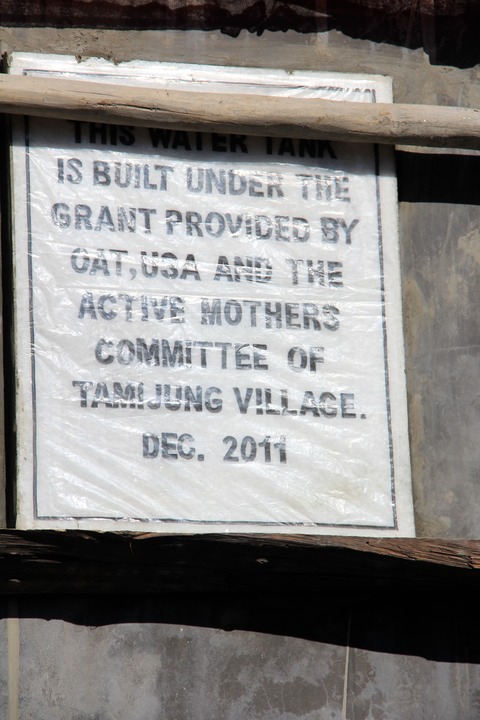 THIS WATER TANK
IS BUILT UNDER THE
GRANT PROVIDED BY
CAT, USA AND THE
ACTIVE MOTHERS
COMMITTEE OF
TAMIJUNG VILLAGE.
DEC. 2011